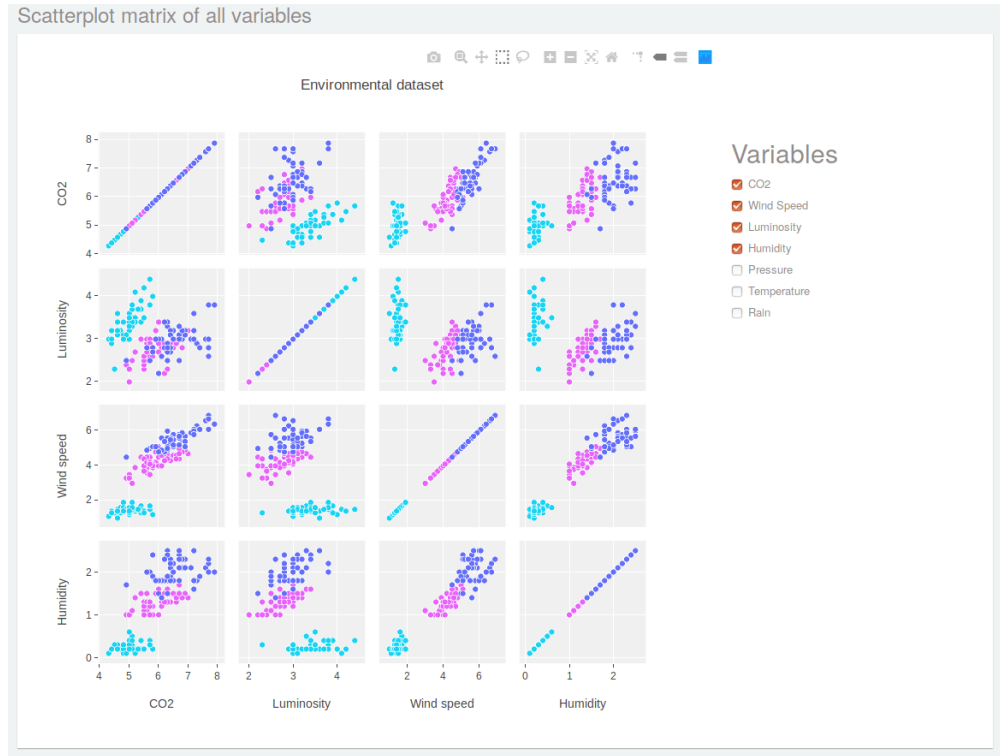 Scatterplot matrix of all variables
Environmental dataset
8
7
6
5
4
CO2
4
3
2
Luminosity
6
4
2
Wind speed
2
1
0
Humidity
4 5 6 7 8
2 3 4
2 4 6
0 1 2
CO2
Luminosity
Wind speed
Humidity
Variables
CO2
Wind Speed
Luminosity
Humidity
Pressure
Temperature
Rain